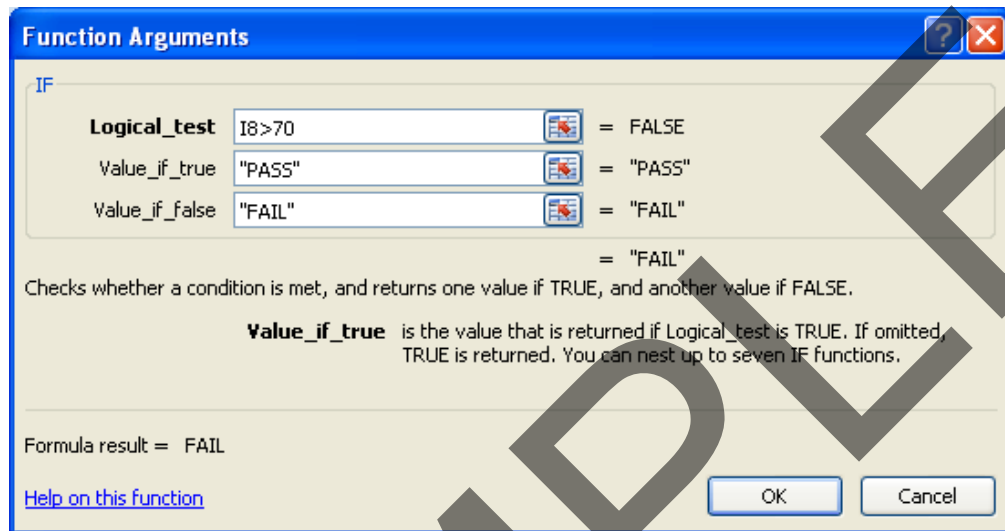 Function Arguments
IF
Logical_test I8>70 = FALSE
Value_if_true "PASS" = "PASS"
Value_if_false "FAIL" = "FAIL"
= "FAIL"
Checks whether a condition is met, and returns one value if TRUE, and another value if FALSE.
Value_if_true is the value that is returned if Logical_test is TRUE. If omitted,
TRUE is returned. You can nest up to seven IF functions.
Formula result = FAIL
Help on this function OK Cancel